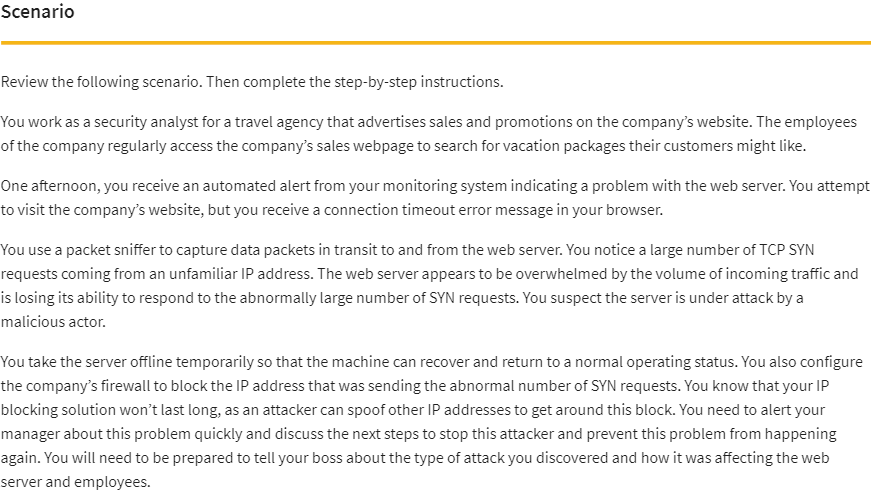 Scenario
Review the following scenario. Then complete the step-by-step instructions.
You work as a security analyst for a travel agency that advertises sales and promotions on the company’s website. The employees
of the company regularly access the company’s sales webpage to search for vacation packages their customers might like.
One afternoon, you receive an automated alert from your monitoring system indicating a problem with the web server. You attempt
to visit the company’s website, but you receive a connection timeout error message in your browser.
You use a packet sniffer to capture data packets in transit to and from the web server. You notice a large number of TCP SYN
requests coming from an unfamiliar IP address. The web server appears to be overwhelmed by the volume of incoming traffic and
is losing its ability to respond to the abnormally large number of SYN requests. You suspect the server is under attack by a
malicious actor.
You take the server offline temporarily so that the machine can recover and return to a normal operating status. You also configure
the company’s firewall to block the IP address that was sending the abnormal number of SYN requests. You know that your IP
blocking solution won’t last long, as an attacker can spoof other IP addresses to get around this block. You need to alert your
manager about this problem quickly and discuss the next steps to stop this attacker and prevent this problem from happening
again. You will need to be prepared to tell your boss about the type of attack you discovered and how it was affecting the web
server and employees.